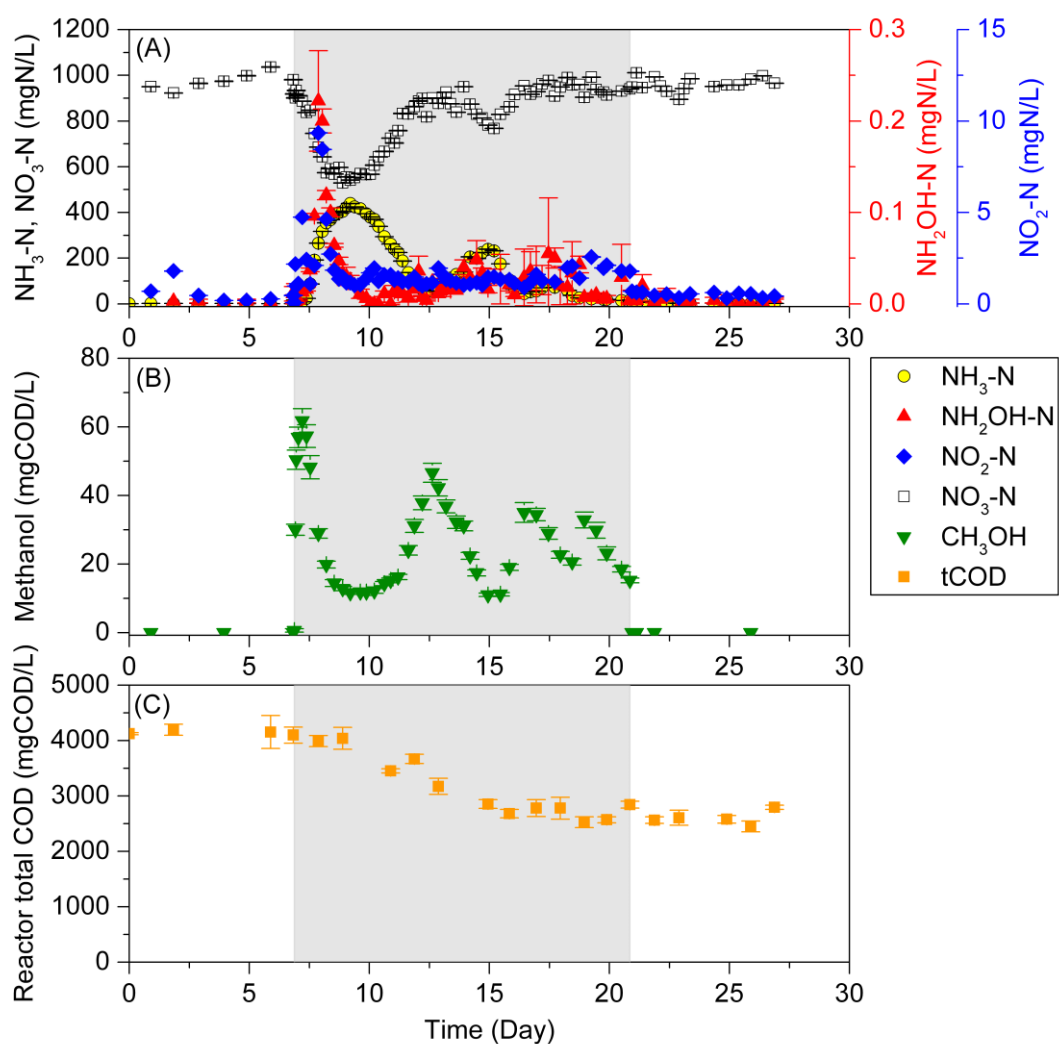 (A)
1200
1000
800
600
400
200
0
NH3-N, NO3-N (mgN/L)
0.3
0.2
0.1
0.0
NH2OH-N (mgN/L)
15
10
5
0
NO2-N (mgN/L)
0 5 10 15 20 25 30
(B)
80
60
40
20
0
Methanol (mgCOD/L)
0 5 10 15 20 25 30
NH3-N
NH2OH-N
NO2-N
NO3-N
CH3OH
tCOD
(C)
5000
4000
3000
2000
1000
0
Reactor total COD (mgCOD/L)
0 5 10 15 20 25 30
Time (Day)